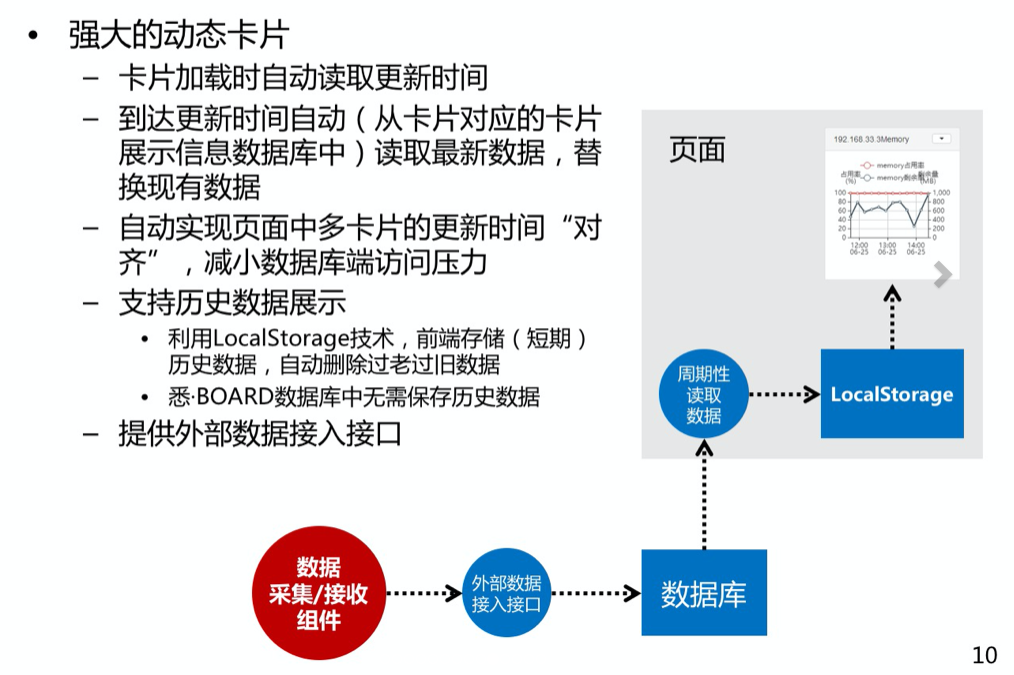 • 强大的动态卡片
– 卡片加载时自动读取更新时间
– 到达更新时间自动（从卡片对应的卡片
展示信息数据库中）读取最新数据，替
换现有数据
– 自动实现页面中多卡片的更新时间“对
齐”，减小数据库端访问压力
– 支持历史数据展示
• 利用LocalStorage技术，前端存储（短期）
历史数据，自动删除过老过旧数据
• 悉·BOARD数据库中无需保存历史数据
– 提供外部数据接入接口
页面
192.168.33.3Memory
memory占用率
memory剩余量
占用率
(%)
剩余量
(MB)
100 1,000
80 800
60 600
40 400
20 200
0 0
12:00 13:00 14:00
06-25 06-25 06-25
周期性
读取
数据
LocalStorage
数据
采集/接收
组件
外部数据
接入接口
数据库
10